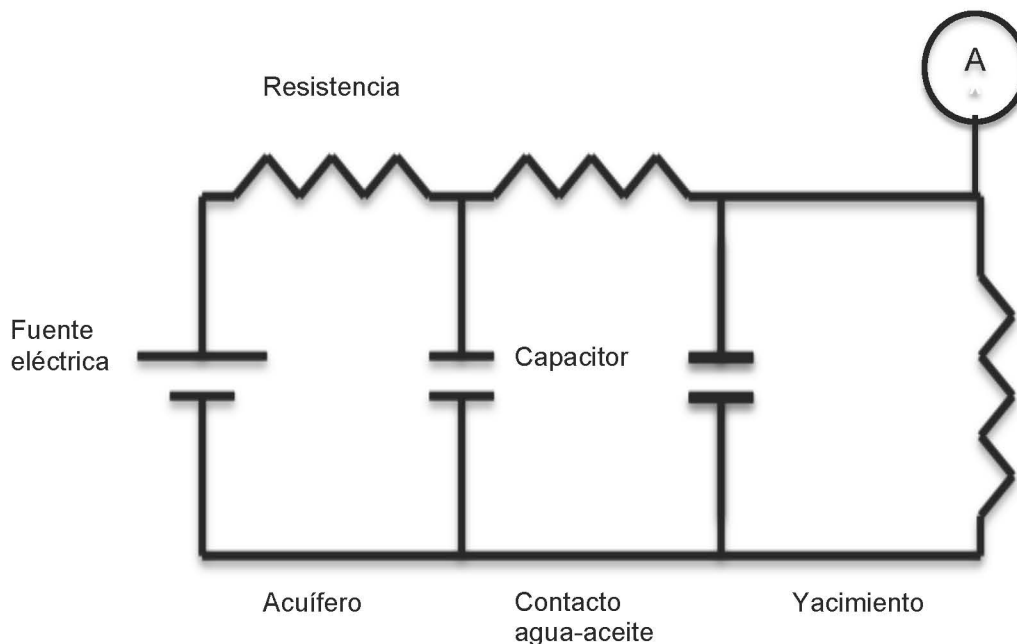 A
Resistencia
Fuente
eléctrica
Capacitor
Acuífero
Contacto
agua-aceite
Yacimiento